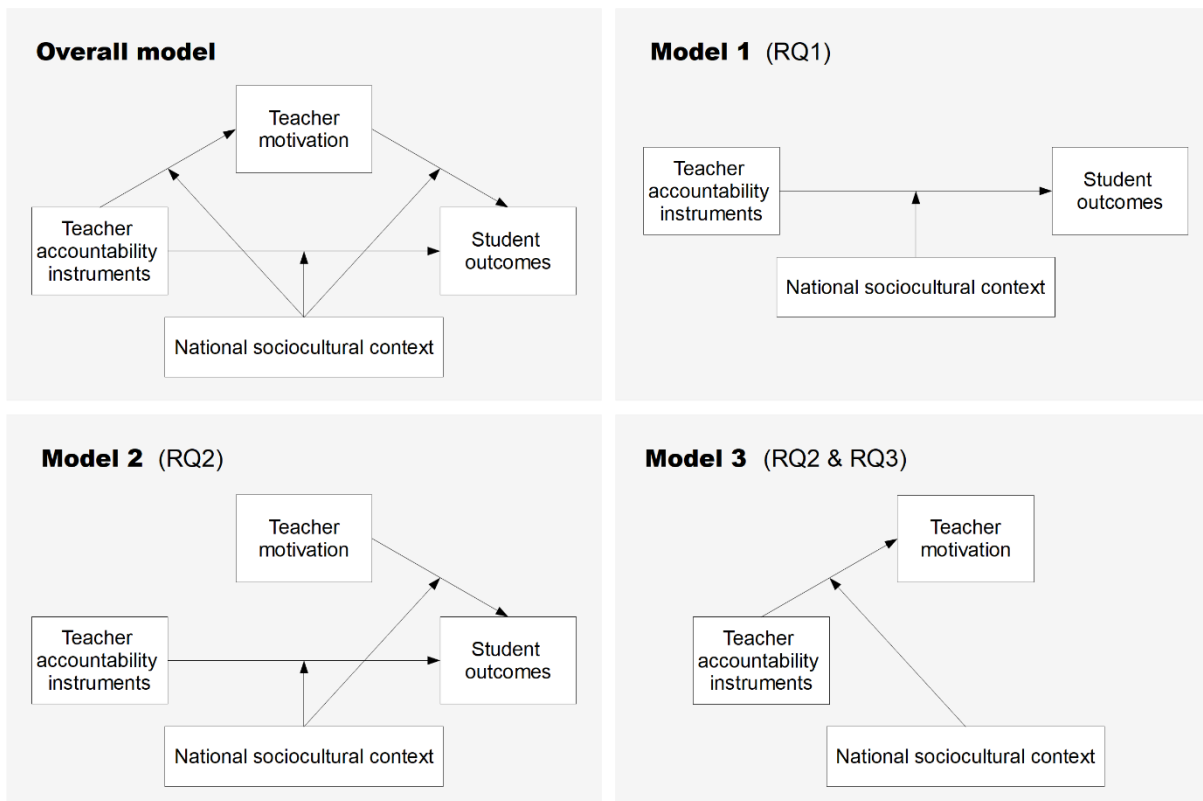 Overall model
Teacher
motivation
Teacher
accountability
instruments
Student
outcomes
National sociocultural context
Model 1 (RQ1)
Teacher
accountability
instruments
Student
outcomes
National sociocultural context
Model 2 (RQ2)
Teacher
motivation
Teacher
accountability
instruments
Student
outcomes
National sociocultural context
Model 3 (RQ2 & RQ3)
Teacher
motivation
Teacher
accountability
instruments
National sociocultural context